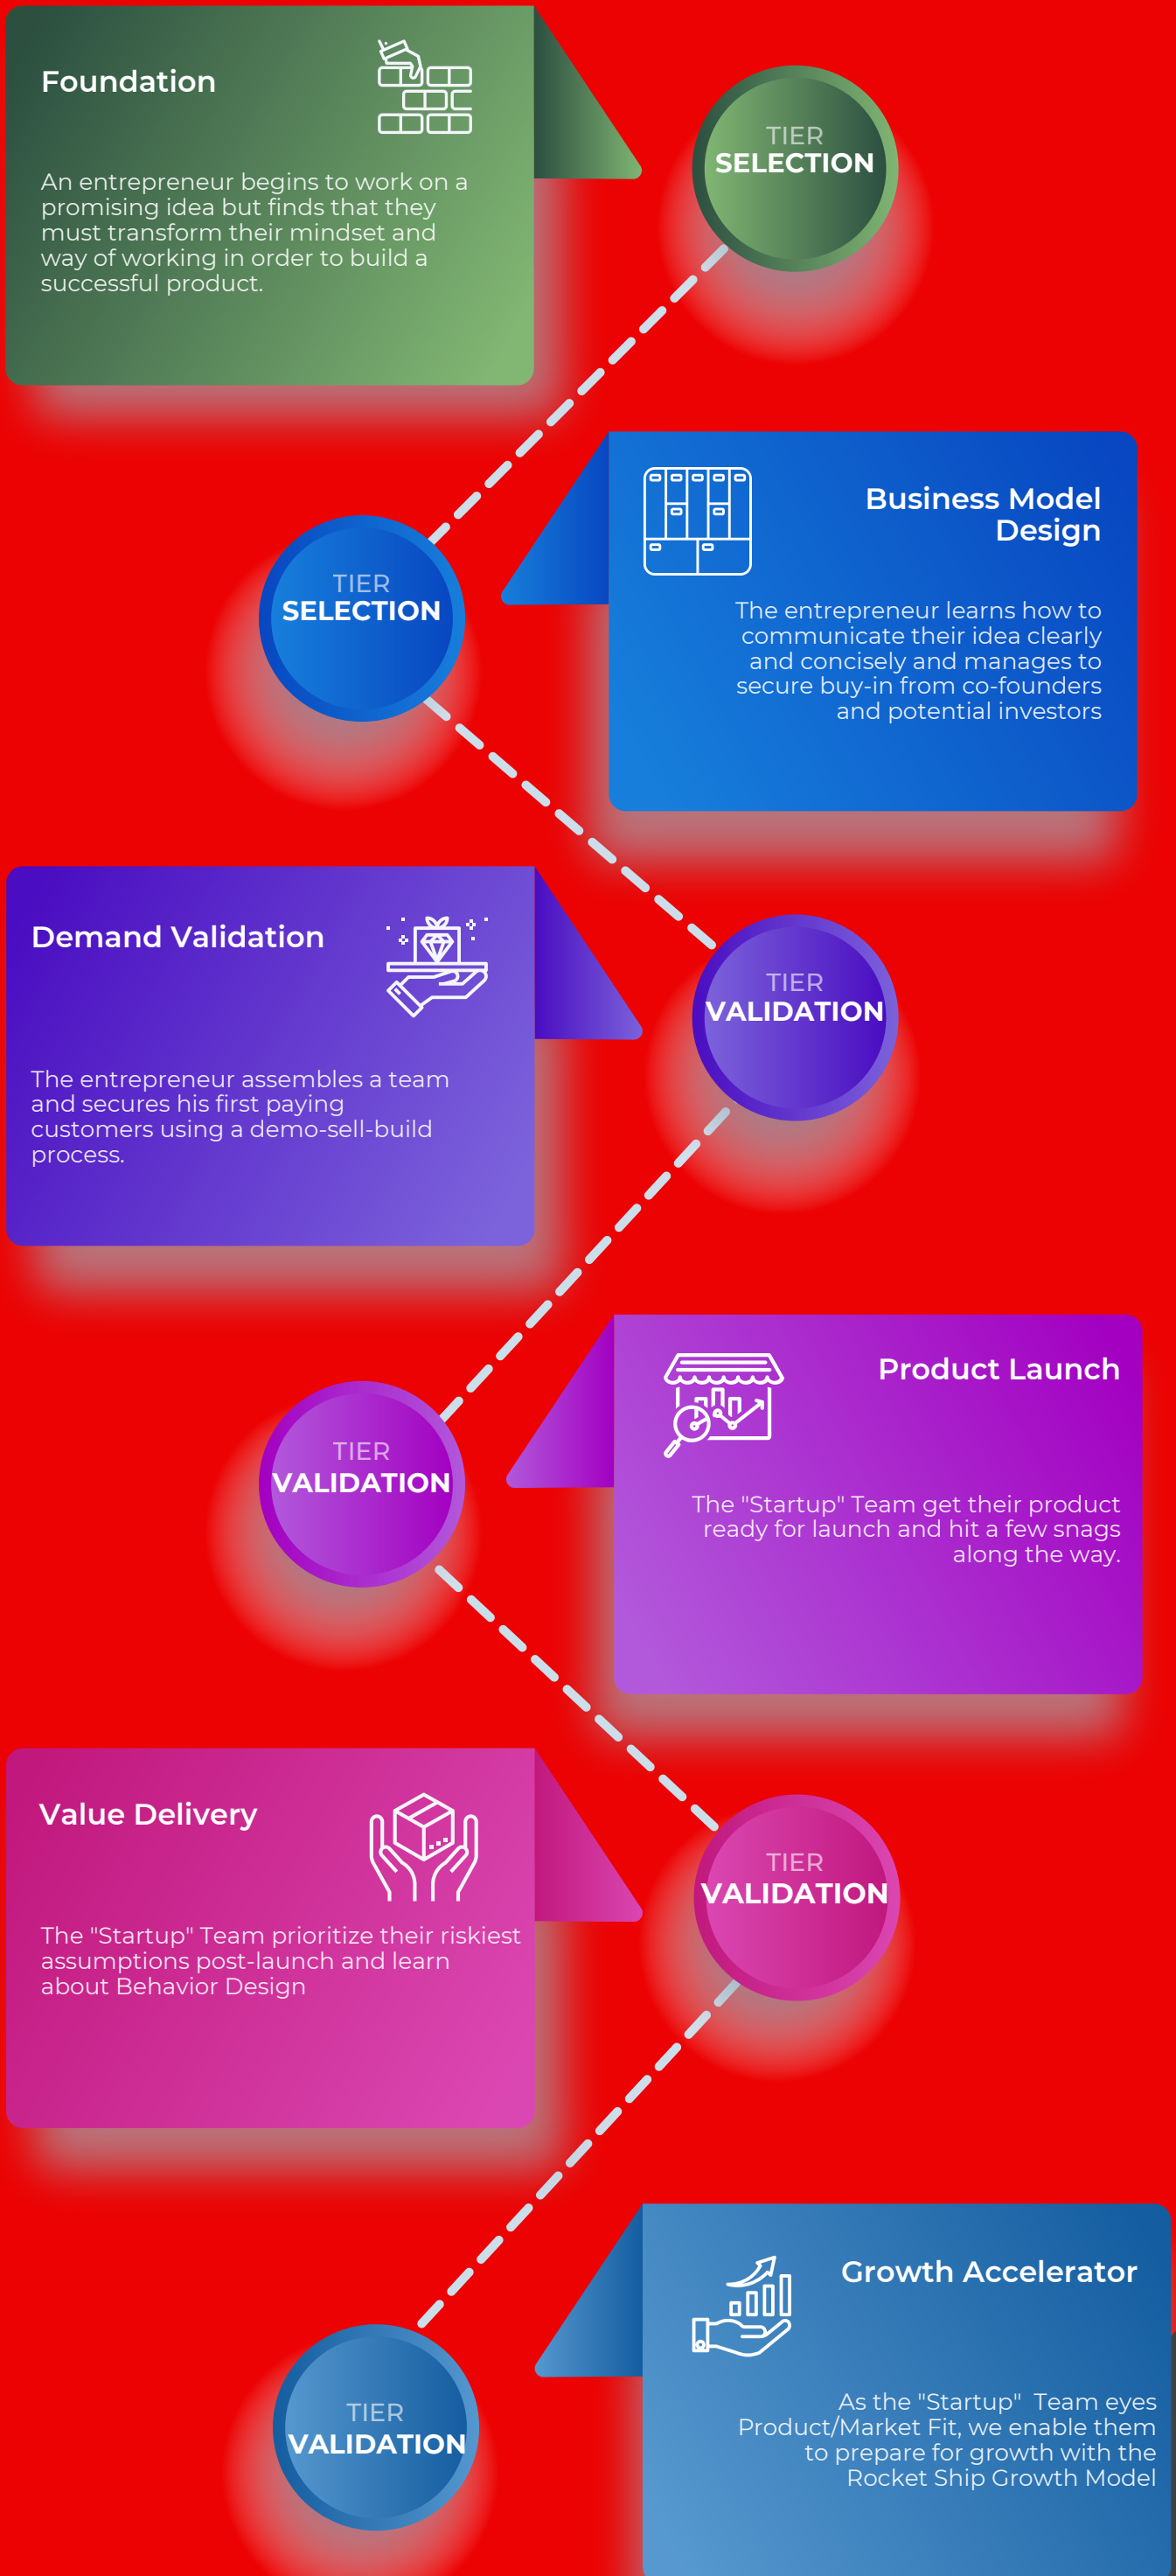 Foundation
An entrepreneur begins to work on a
promising idea but finds that they
must transform their mindset and
way of working in order to build a
successful product.
TIER
SELECTION
Business Model
Design
The entrepreneur learns how to
communicate their idea clearly
and concisely and manages to
secure buy-in from co-founders
and potential investors
TIER
SELECTION
Demand Validation
The entrepreneur assembles a team
and secures his first paying
customers using a demo-sell-build
process.
TIER
VALIDATION
Product Launch
The "Startup" Team get their product
ready for launch and hit a few snags
along the way.
TIER
VALIDATION
Value Delivery
The "Startup" Team prioritize their riskiest
assumptions post-launch and learn
about Behavior Design
TIER
VALIDATION
Growth Accelerator
As the "Startup" Team eyes
Product/Market Fit, we enable them
to prepare for growth with the
Rocket Ship Growth Model
TIER
VALIDATION